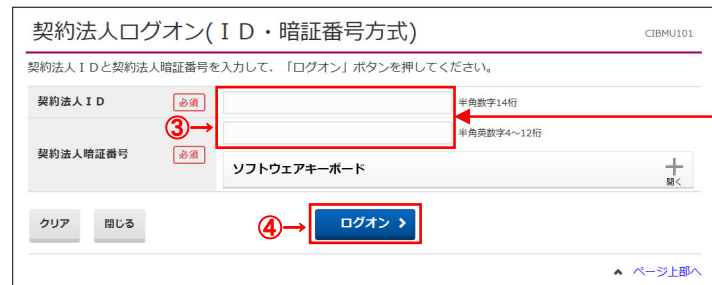 契約法人ログオン(ＩＤ・暗証番号方式)
CIBMU101
契約法人ＩＤと契約法人暗証番号を入力して、「ログオン」ボタンを押してください。
契約法人ＩＤ 必須 半角数字14桁
③→
契約法人暗証番号 必須 半角英数字4～12桁
ソフトウェアキーボード 開く
クリア 閉じる ④→ ログオン
ページ上部へ